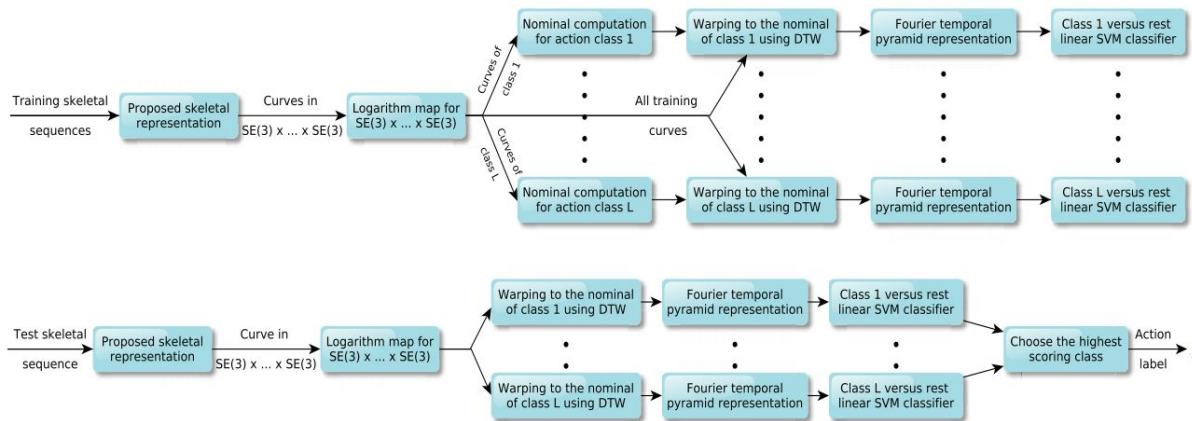 Training skeletal
sequences
Proposed skeletal
representation
Curves in
SE(3) x ... x SE(3)
Logarithm map for
SE(3) x ... x SE(3)
Curves of
class 1
Curves of
class L
Nominal computation
for action class 1
Warping to the nominal
of class 1 using DTW
Fourier temporal
pyramid representation
Class 1 versus rest
linear SVM classifier
All training
curves
Nominal computation
for action class L
Warping to the nominal
of class L using DTW
Fourier temporal
pyramid representation
Class L versus rest
linear SVM classifier
Test skeletal
sequence
Proposed skeletal
representation
Curve in
SE(3) x ... x SE(3)
Logarithm map for
SE(3) x ... x SE(3)
Warping to the nominal
of class 1 using DTW
Fourier temporal
pyramid representation
Class 1 versus rest
linear SVM classifier
Warping to the nominal
of class L using DTW
Fourier temporal
pyramid representation
Class L versus rest
linear SVM classifier
Choose the highest
scoring class
Action
label